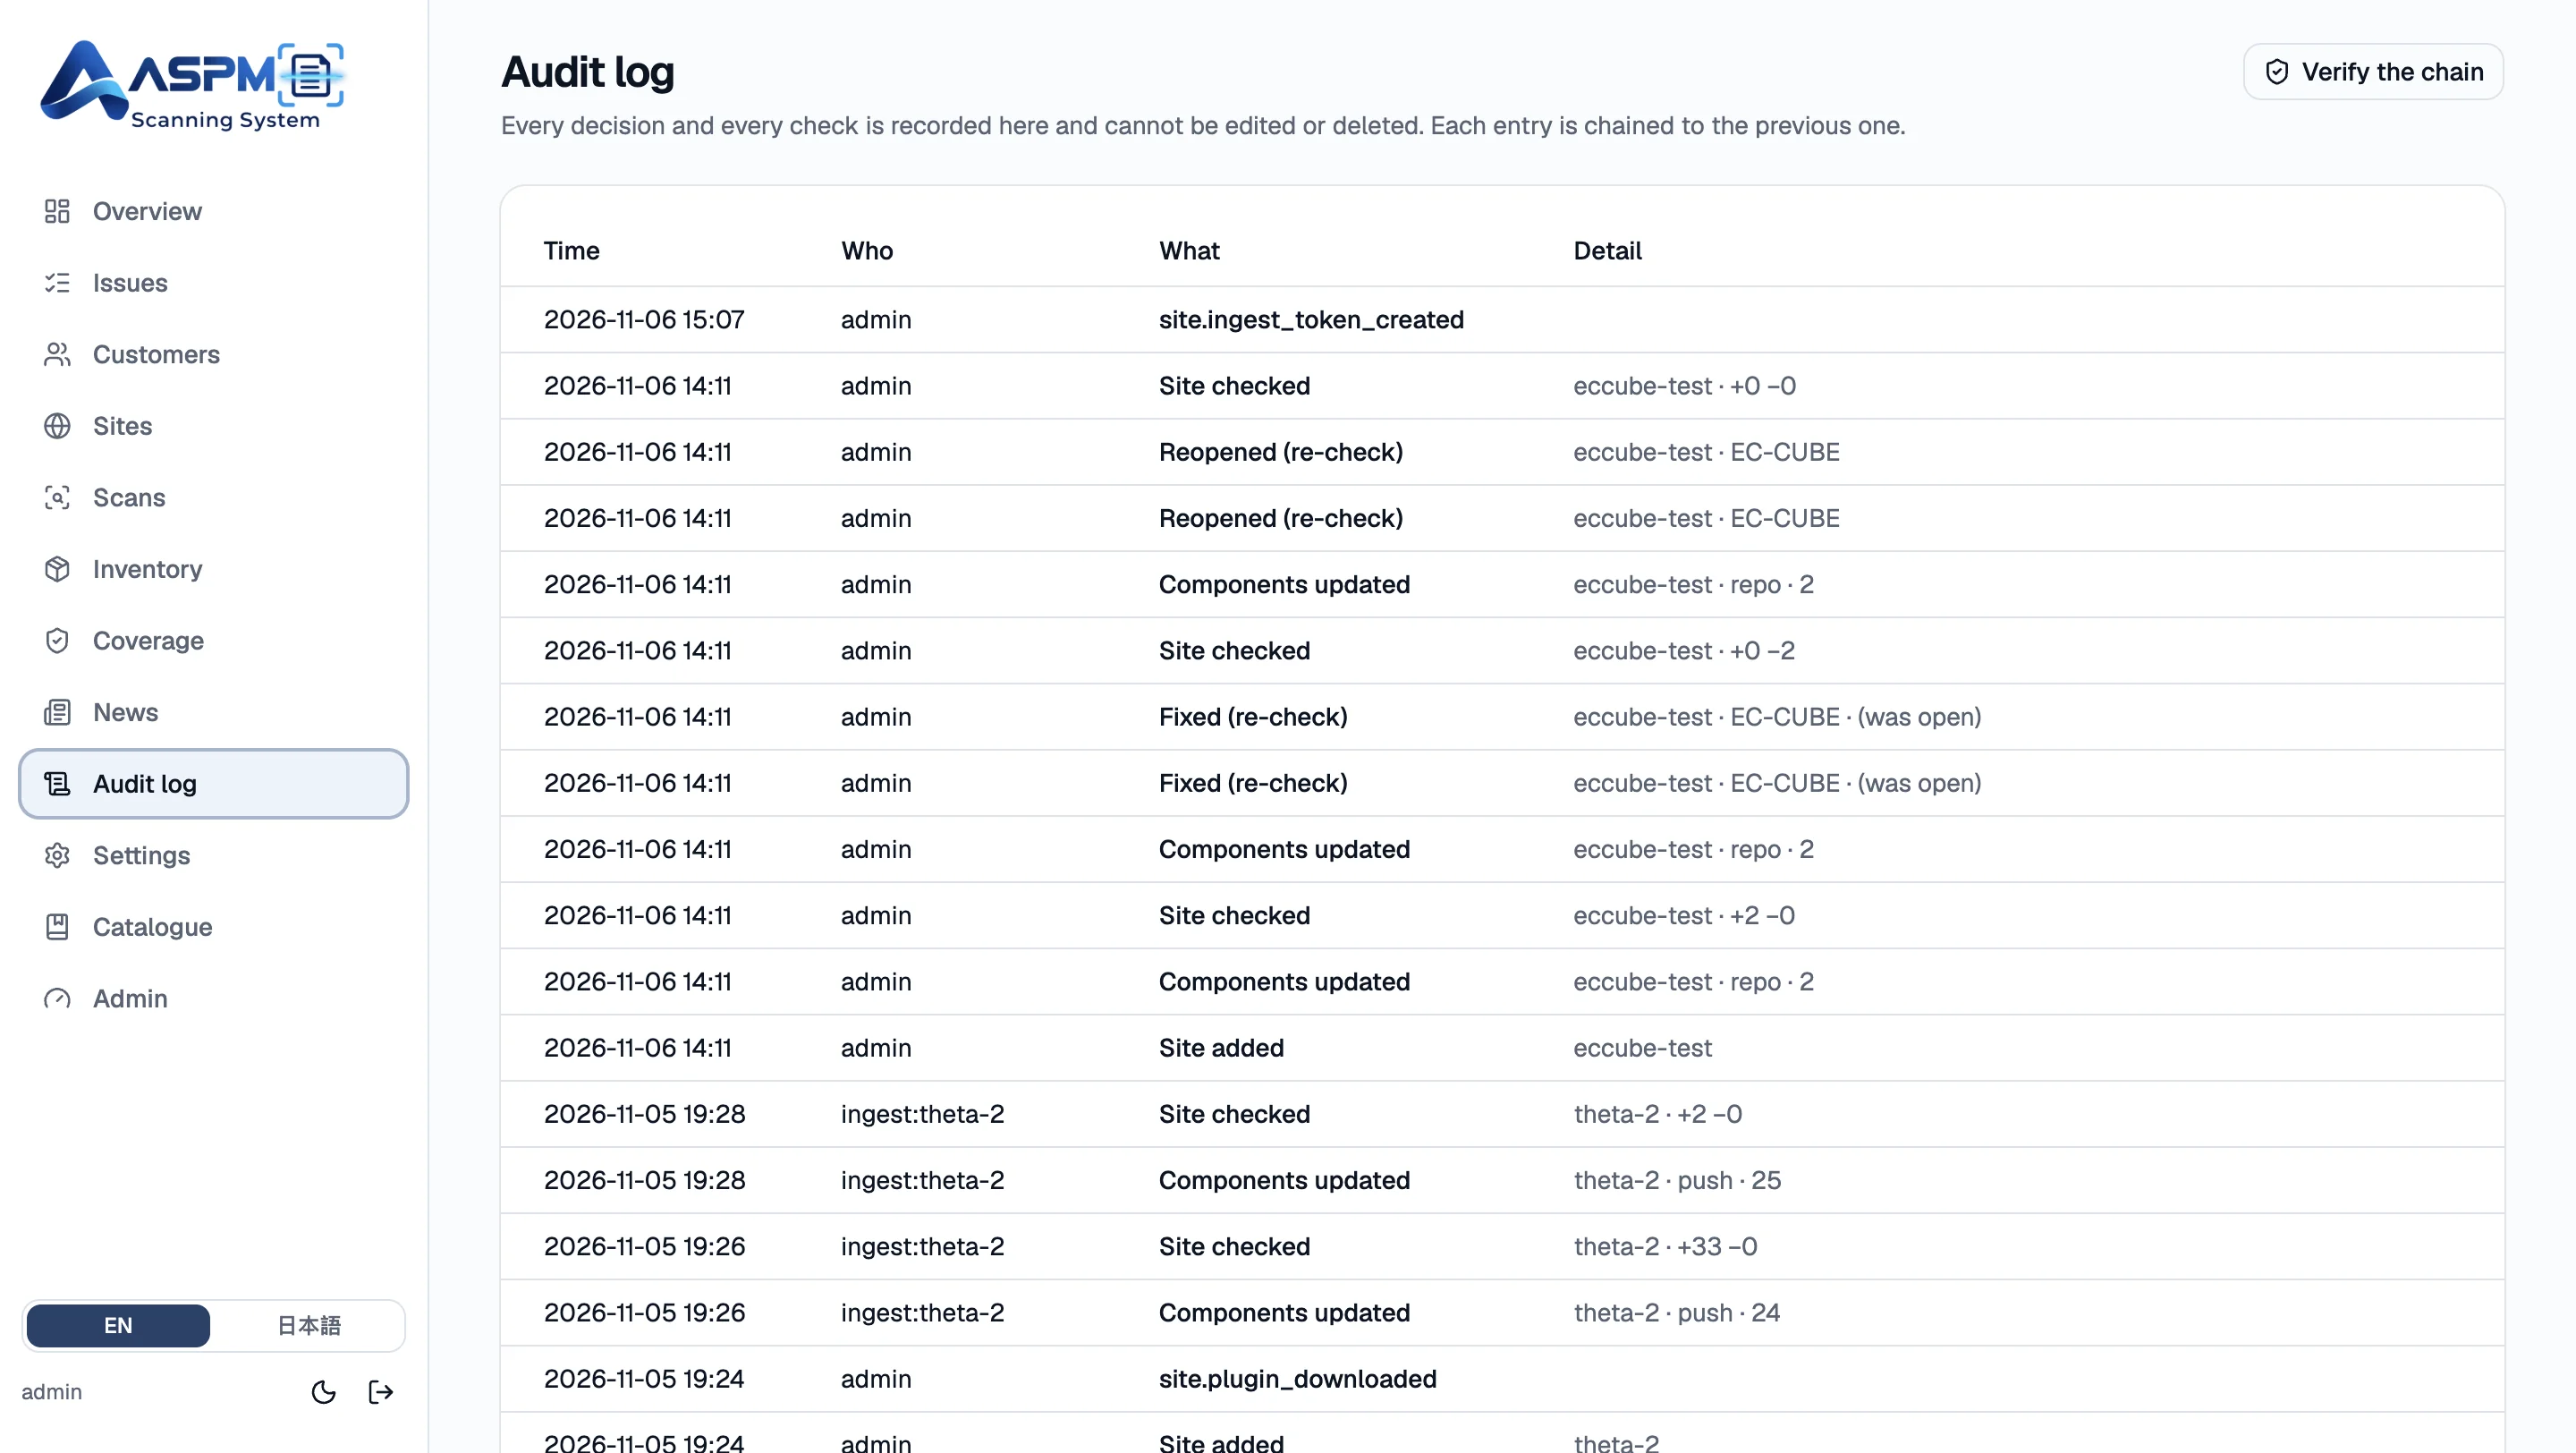 ASPM
Scanning System
Overview
Issues
Customers
Sites
Scans
Inventory
Coverage
News
Audit log
Settings
Catalogue
Admin
EN 日本語
admin
Audit log
Verify the chain
Every decision and every check is recorded here and cannot be edited or deleted. Each entry is chained to the previous one.
Time Who What Detail
2026-11-06 15:07 admin site.ingest_token_created
2026-11-06 14:11 admin Site checked eccube-test · +0 −0
2026-11-06 14:11 admin Reopened (re-check) eccube-test · EC-CUBE
2026-11-06 14:11 admin Reopened (re-check) eccube-test · EC-CUBE
2026-11-06 14:11 admin Components updated eccube-test · repo · 2
2026-11-06 14:11 admin Site checked eccube-test · +0 −2
2026-11-06 14:11 admin Fixed (re-check) eccube-test · EC-CUBE · (was open)
2026-11-06 14:11 admin Fixed (re-check) eccube-test · EC-CUBE · (was open)
2026-11-06 14:11 admin Components updated eccube-test · repo · 2
2026-11-06 14:11 admin Site checked eccube-test · +2 −0
2026-11-06 14:11 admin Components updated eccube-test · repo · 2
2026-11-06 14:11 admin Site added eccube-test
2026-11-05 19:28 ingest:theta-2 Site checked theta-2 · +2 −0
2026-11-05 19:28 ingest:theta-2 Components updated theta-2 · push · 25
2026-11-05 19:26 ingest:theta-2 Site checked theta-2 · +33 −0
2026-11-05 19:26 ingest:theta-2 Components updated theta-2 · push · 24
2026-11-05 19:24 admin site.plugin_downloaded
2026-11-05 19:24 admin Site added theta-2